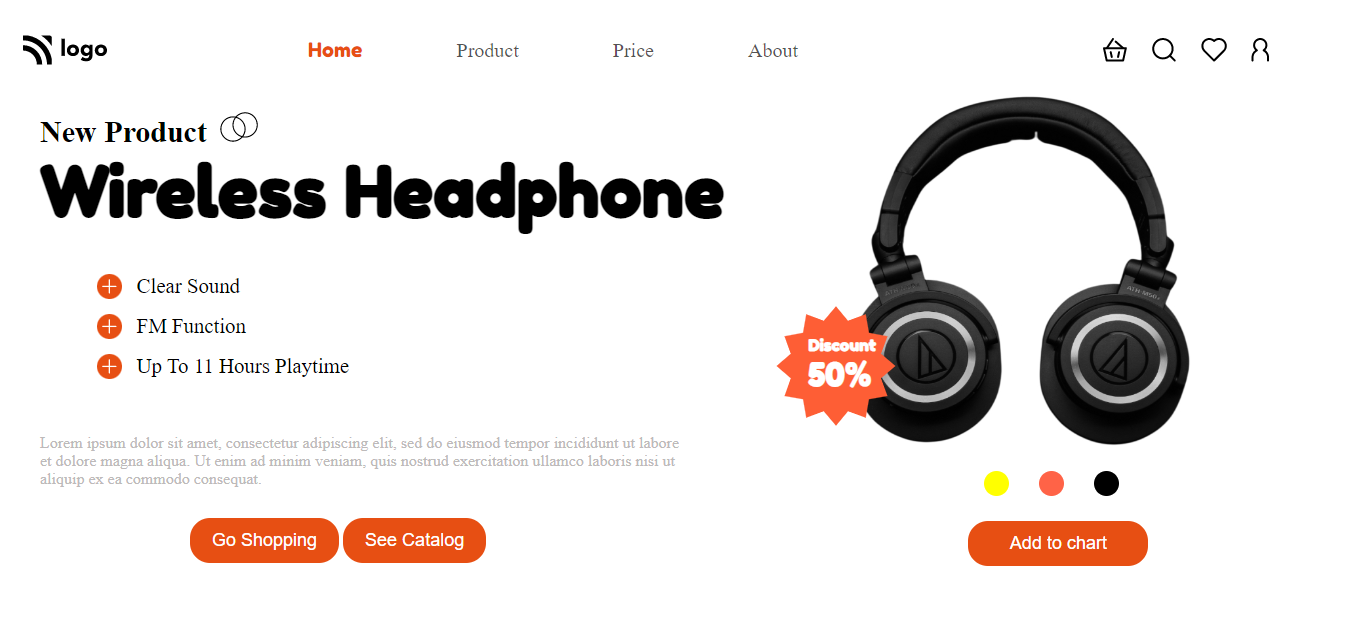 logo
Home
Product
Price
About
New Product
Wireless Headphone
Clear Sound
FM Function
Up To 11 Hours Playtime
Lorem ipsum dolor sit amet, consectetur adipiscing elit, sed do eiusmod tempor incididunt ut labore
et dolore magna aliqua. Ut enim ad minim veniam, quis nostrud exercitation ullamco laboris nisi ut
aliquip ex ea commodo consequat.
Go Shopping
See Catalog
Discount
50%
Add to chart